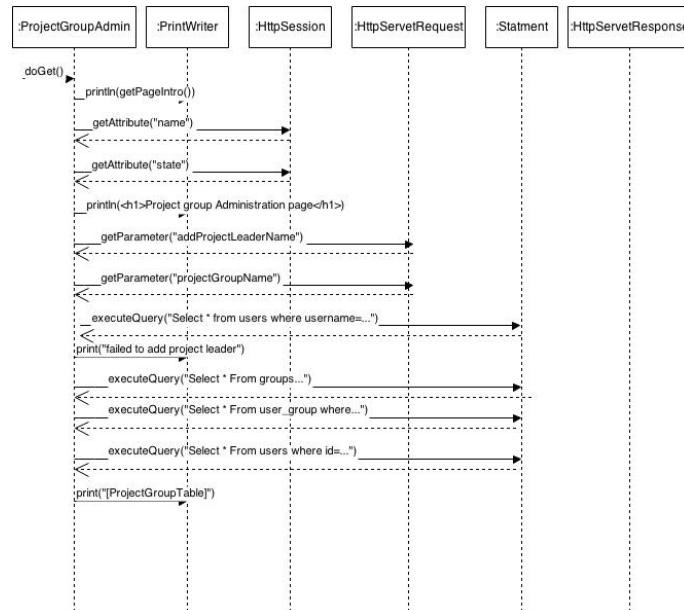 :ProjectGroupAdmin :PrintWriter :HttpSession :HttpServetRequest :Statment :HttpServetResponse
doGet()
println(getPageIntro())
getAttribute("name")
getAttribute("state")
println(<h1>Project group Administration page</h1>)
getParameter("addProjectLeaderName")
getParameter("projectGroupName")
executeQuery("Select * from users where username=...")
print("failed to add project leader")
executeQuery("Select * From groups...")
executeQuery("Select * From user_group where...")
executeQuery("Select * From users where id=...")
print("[ProjectGroupTable]")